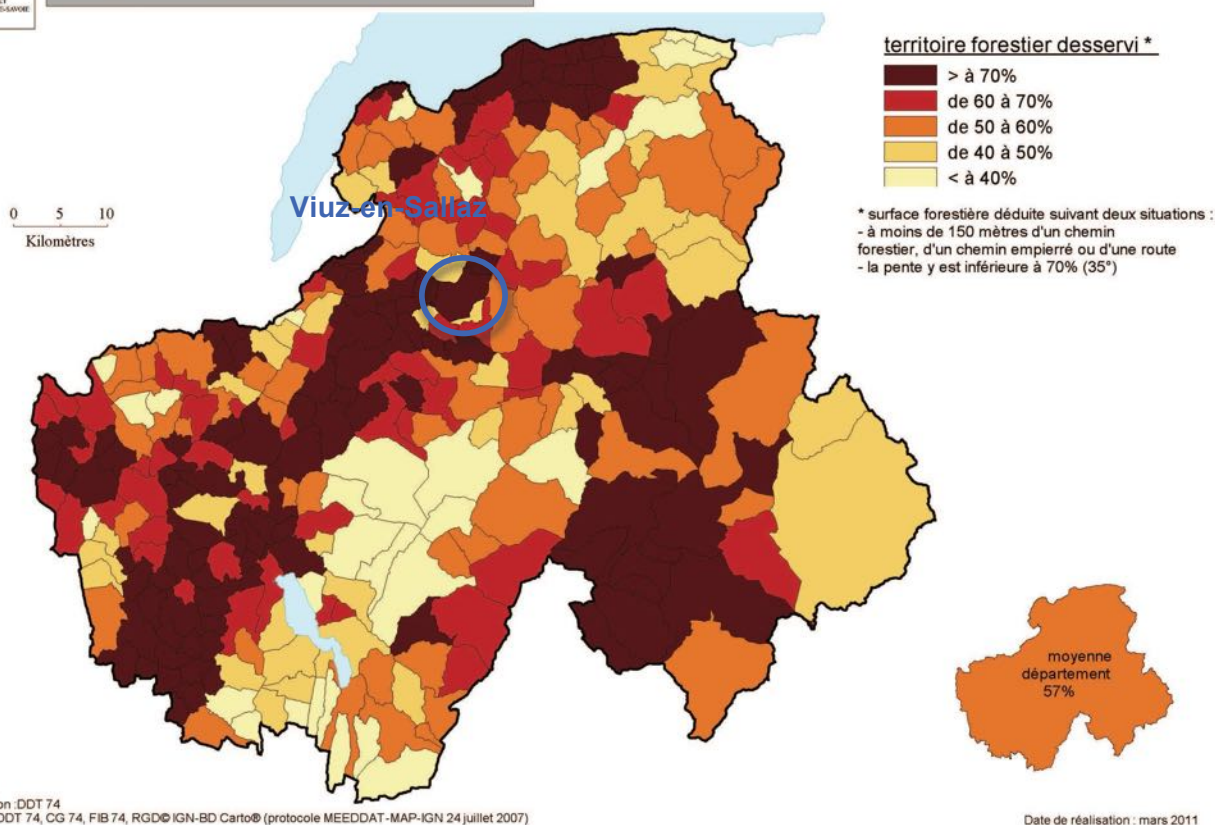 territoire forestier desservi *
> à 70%
de 60 à 70%
de 50 à 60%
de 40 à 50%
< à 40%
* surface forestière déduite suivant deux situations :
- à moins de 150 mètres d'un chemin
forestier, d'un chemin empierré ou d'une route
- la pente y est inférieure à 70% (35°)
Viuz-en-Sallaz
0 5 10
Kilomètres
moyenne
département
57%
on :DDT 74
DDT 74, CG 74, FIB 74, RGD© IGN-BD Carto® (protocole MEEDDAT-MAP-IGN 24 juillet 2007)
Date de réalisation : mars 2011